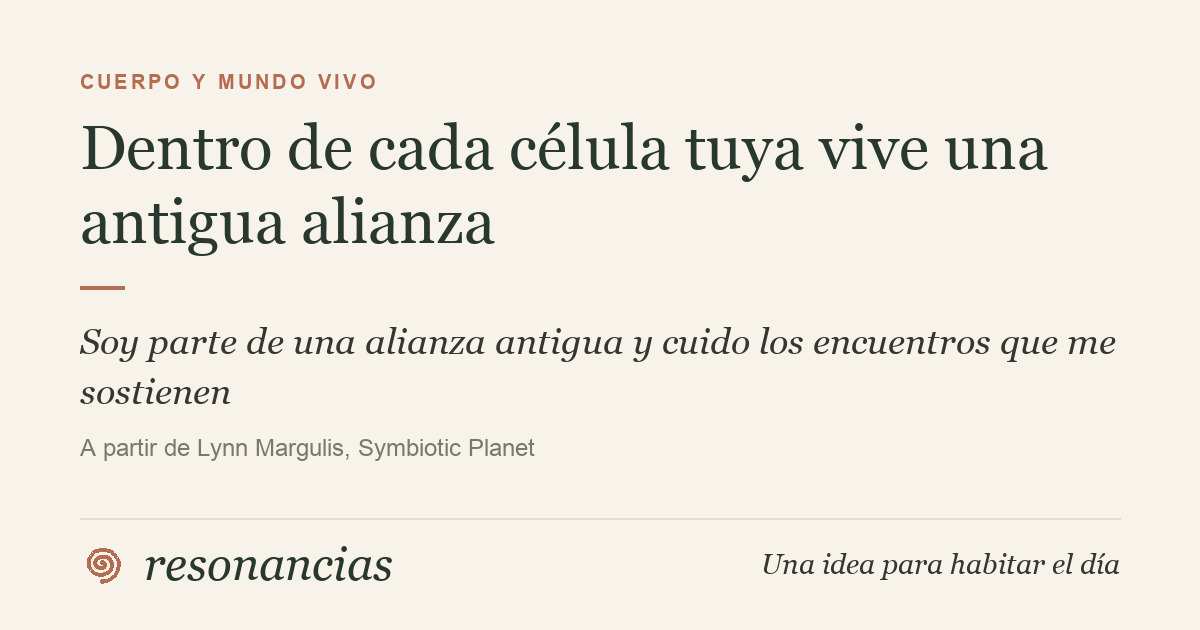 CUERPO Y MUNDO VIVO
Dentro de cada célula tuya vive una
antigua alianza
Soy parte de una alianza antigua y cuido los encuentros que me
sostienen
A partir de Lynn Margulis, Symbiotic Planet
resonancias
Una idea para habitar el día